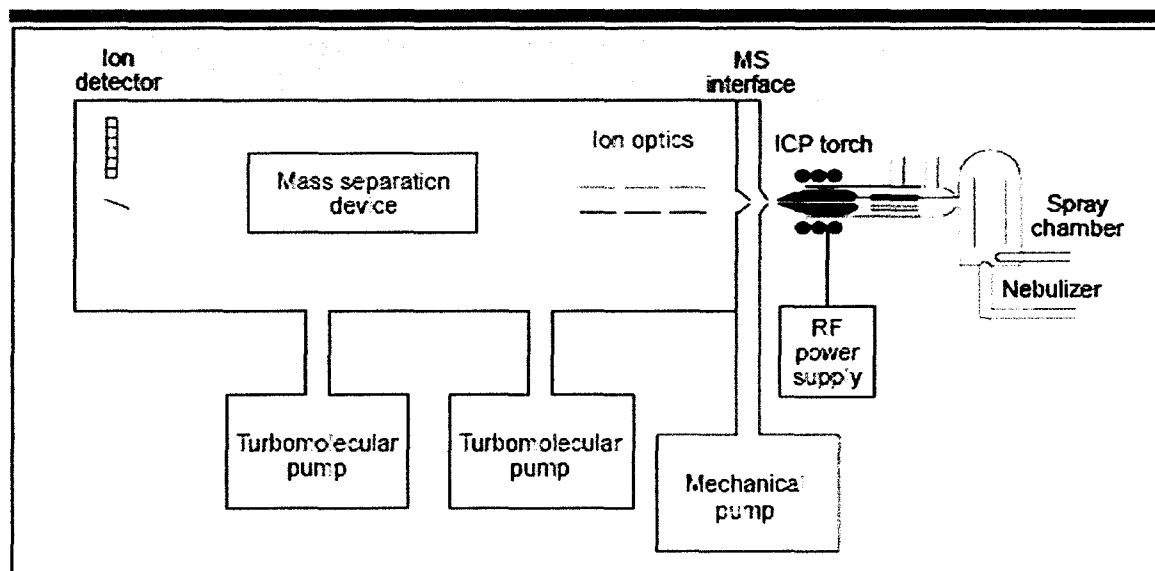 Ion
detector
MS
interface
Ion optics
ICP torch
Mass separation
device
Spray
chamber
Nebulizer
RF
power
supply
Turbomolecular
pump
Turbomolecular
pump
Mechanical
pump